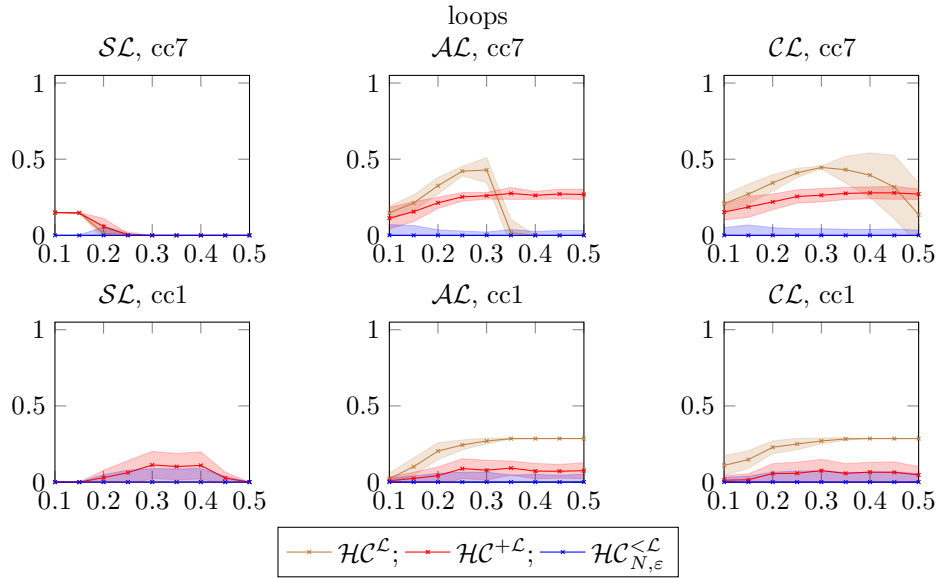 loops
𝒮ℒ, cc7 𝒜ℒ, cc7 𝒞ℒ, cc7
1 1 1
0.5 0.5 0.5
0 0 0
0.1 0.2 0.3 0.4 0.5 0.1 0.2 0.3 0.4 0.5 0.1 0.2 0.3 0.4 0.5
𝒮ℒ, cc1 𝒜ℒ, cc1 𝒞ℒ, cc1
1 1 1
0.5 0.5 0.5
0 0 0
0.1 0.2 0.3 0.4 0.5 0.1 0.2 0.3 0.4 0.5 0.1 0.2 0.3 0.4 0.5
ℋ𝒞^ℒ; ℋ𝒞^{+ℒ}; ℋ𝒞^{<ℒ}_{N,ε}